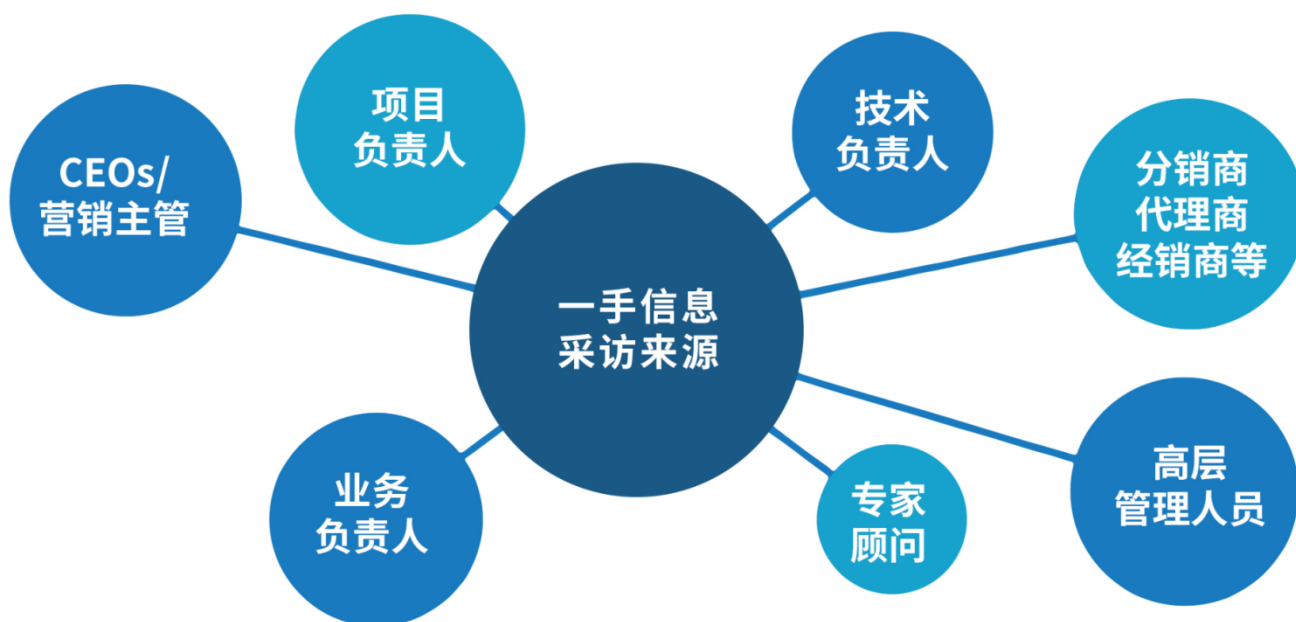 项目
负责人
技术
负责人
CEOs/
营销主管
分销商
代理商
经销商等
一手信息
采访来源
业务
负责人
专家
顾问
高层
管理人员